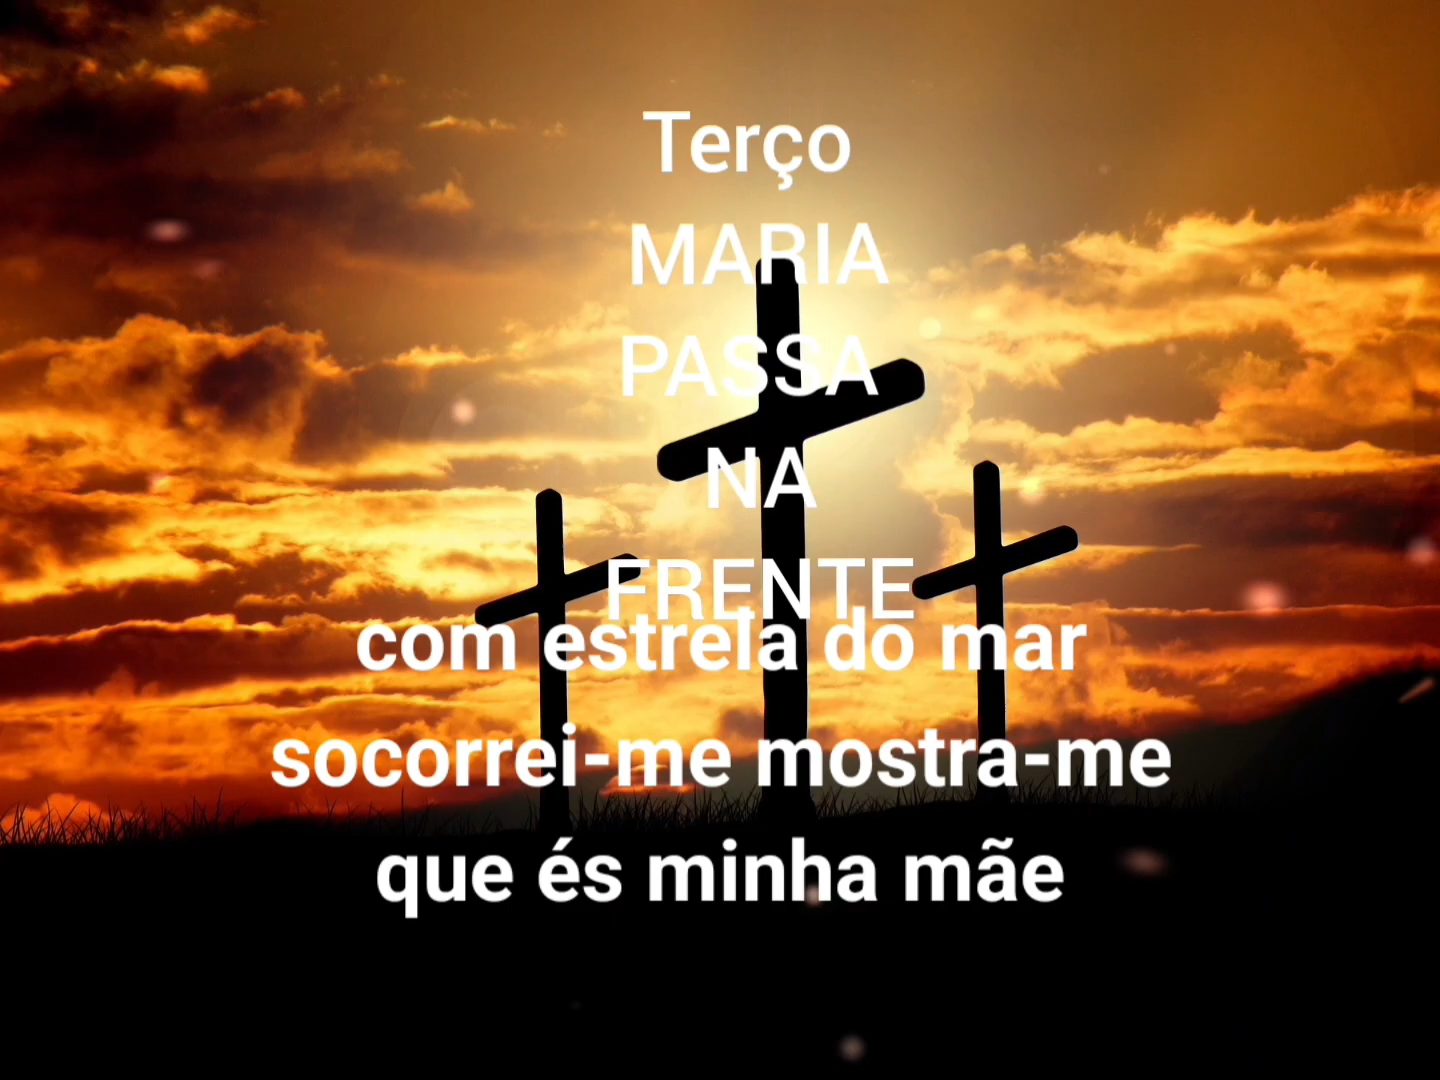 Terço
MARIA
PASSA
NA
FRENTE
com estrela do mar
socorrei-me mostra-me
que és minha mãe